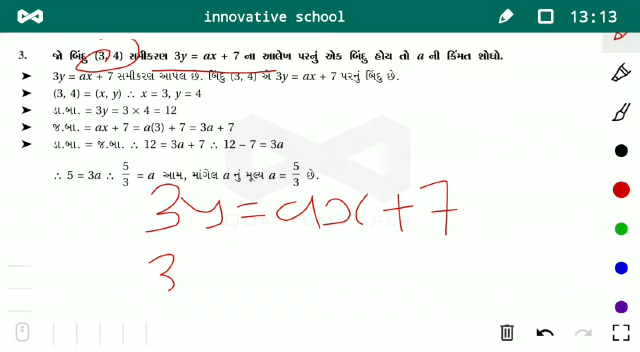 innovative school
13:13
3. જો બિંદુ (3, 4) સમીકરણ 3y = ax + 7 ના આલેખ પરનું એક બિંદુ હોય તો a ની કિંમત શોધો.
➤ 3y = ax + 7 સમીકરણ આપેલ છે. બિંદુ (3, 4) એ 3y = ax + 7 પરનું બિંદુ છે.
➤ (3, 4) = (x, y) ∴ x = 3, y = 4
➤ ડા.બા. = 3y = 3 × 4 = 12
➤ જ.બા. = ax + 7 = a(3) + 7 = 3a + 7
➤ ડા.બા. = જ.બા. ∴ 12 = 3a + 7 ∴ 12 − 7 = 3a
∴ 5 = 3a ∴ 5/3 = a આમ, માંગેલ a નું મૂલ્ય a = 5/3 છે.
3y = ax + 7
3